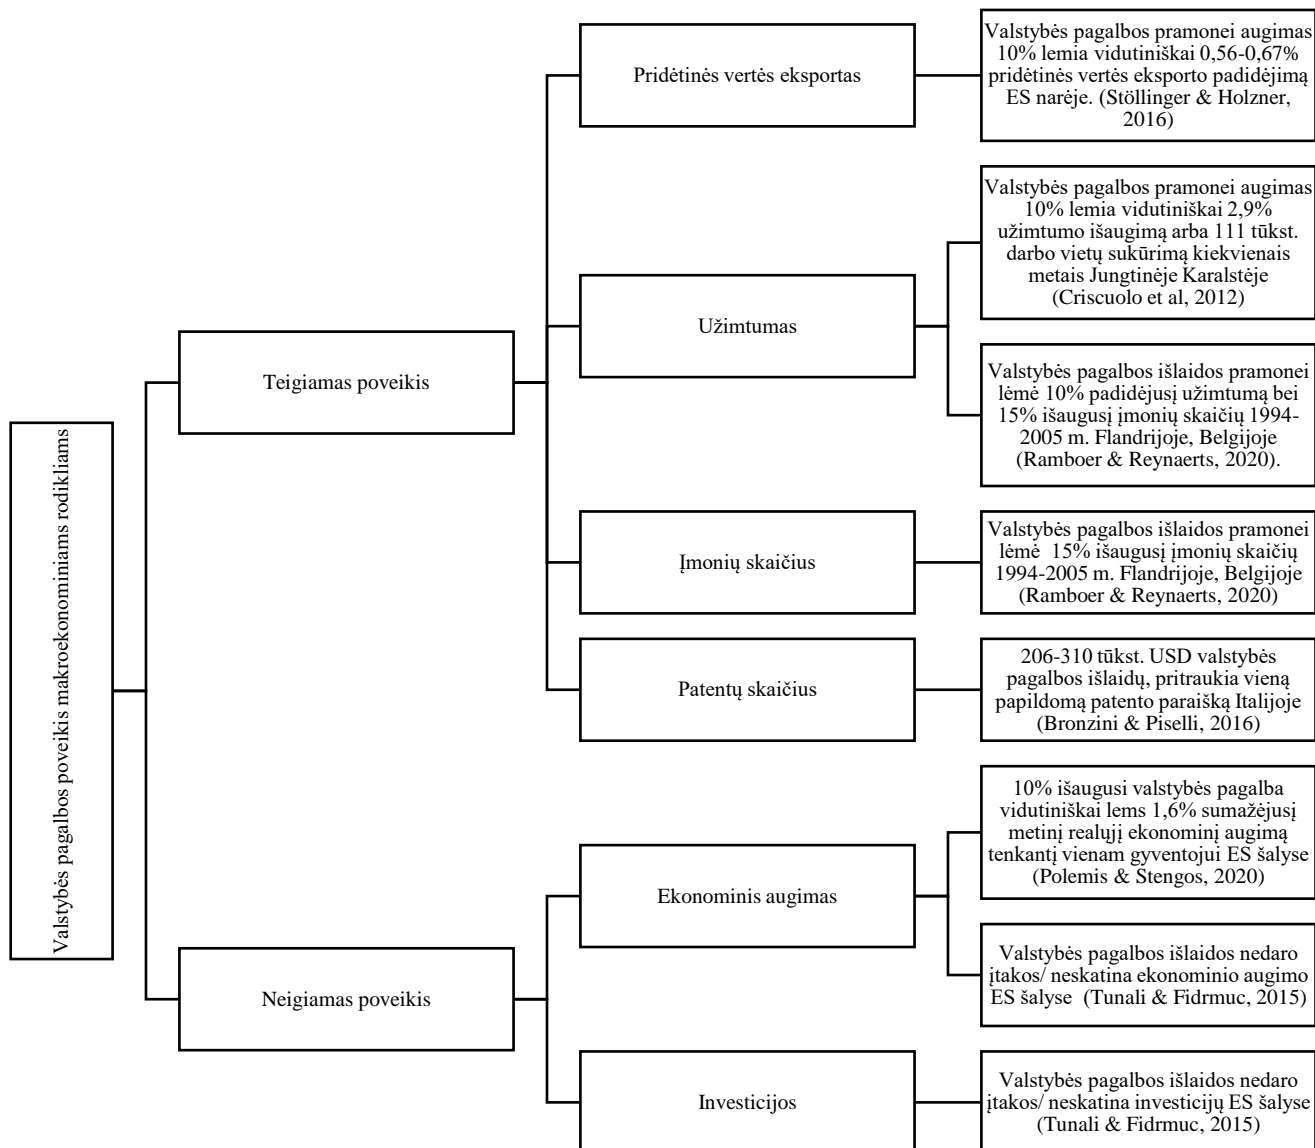 Valstybės pagalbos poveikis makroekonominiams rodikliams
Teigiamas poveikis
Pridėtinės vertės eksportas
Valstybės pagalbos pramonei augimas
10% lemia vidutiniškai 0,56-0,67%
pridėtinės vertės eksporto padidėjimą
ES narėje. (Stöllinger & Holzner,
2016)
Užimtumas
Valstybės pagalbos pramonei augimas
10% lemia vidutiniškai 2,9%
užimtumo išaugimą arba 111 tūkst.
darbo vietų sukūrimą kiekvienais
metais Jungtinėje Karalstėje
(Criscuolo et al, 2012)
Valstybės pagalbos išlaidos pramonei
lėmė 10% padidėjusį užimtumą bei
15% išaugusį įmonių skaičių 1994-
2005 m. Flandrijoje, Belgijoje
(Ramboer & Reynaerts, 2020).
Įmonių skaičius
Valstybės pagalbos išlaidos pramonei
lėmė 15% išaugusį įmonių skaičių
1994-2005 m. Flandrijoje, Belgijoje
(Ramboer & Reynaerts, 2020)
Patentų skaičius
206-310 tūkst. USD valstybės
pagalbos išlaidų, pritraukia vieną
papildomą patento paraišką Italijoje
(Bronzini & Piselli, 2016)
Neigiamas poveikis
Ekonominis augimas
10% išaugusi valstybės pagalba
vidutiniškai lems 1,6% sumažėjusį
metinį realųjį ekonominį augimą
tenkantį vienam gyventojui ES šalyse
(Polemis & Stengos, 2020)
Valstybės pagalbos išlaidos nedaro
įtakos/ neskatina ekonominio augimo
ES šalyse (Tunali & Fidrmuc, 2015)
Investicijos
Valstybės pagalbos išlaidos nedaro
įtakos/ neskatina investicijų ES šalyse
(Tunali & Fidrmuc, 2015)